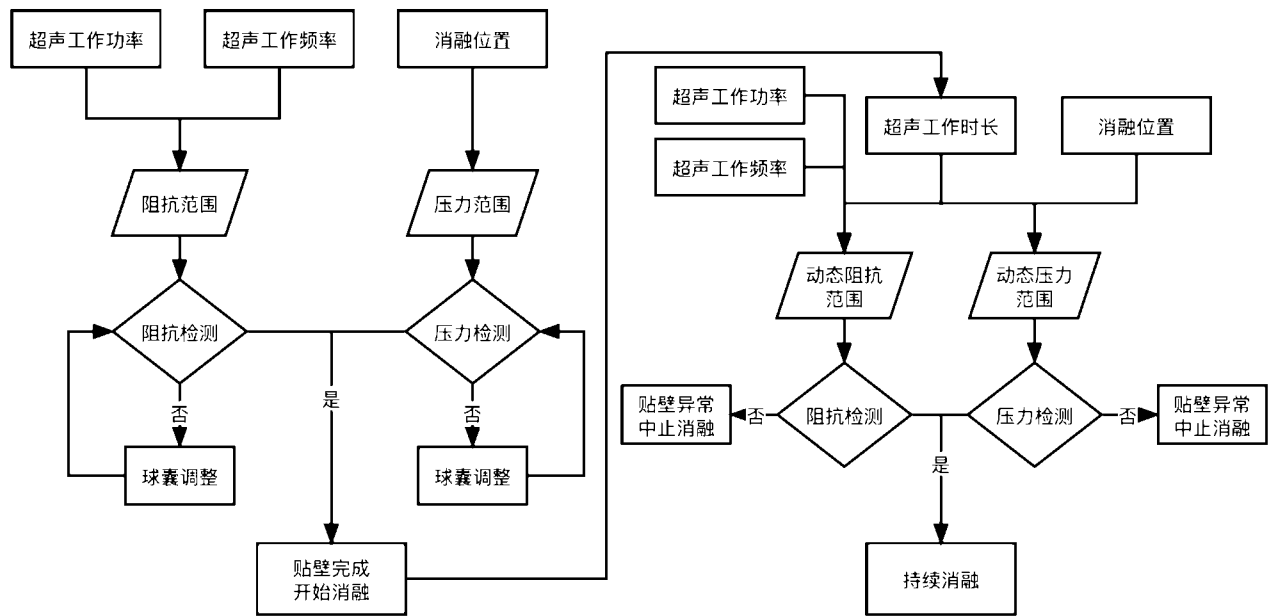 超声工作功率
超声工作频率
消融位置
阻抗范围
压力范围
阻抗检测
压力检测
否
是
否
球囊调整
球囊调整
贴壁完成
开始消融
超声工作功率
超声工作频率
超声工作时长
消融位置
动态阻抗
范围
动态压力
范围
贴壁异常
中止消融
否
阻抗检测
压力检测
否
贴壁异常
中止消融
是
持续消融